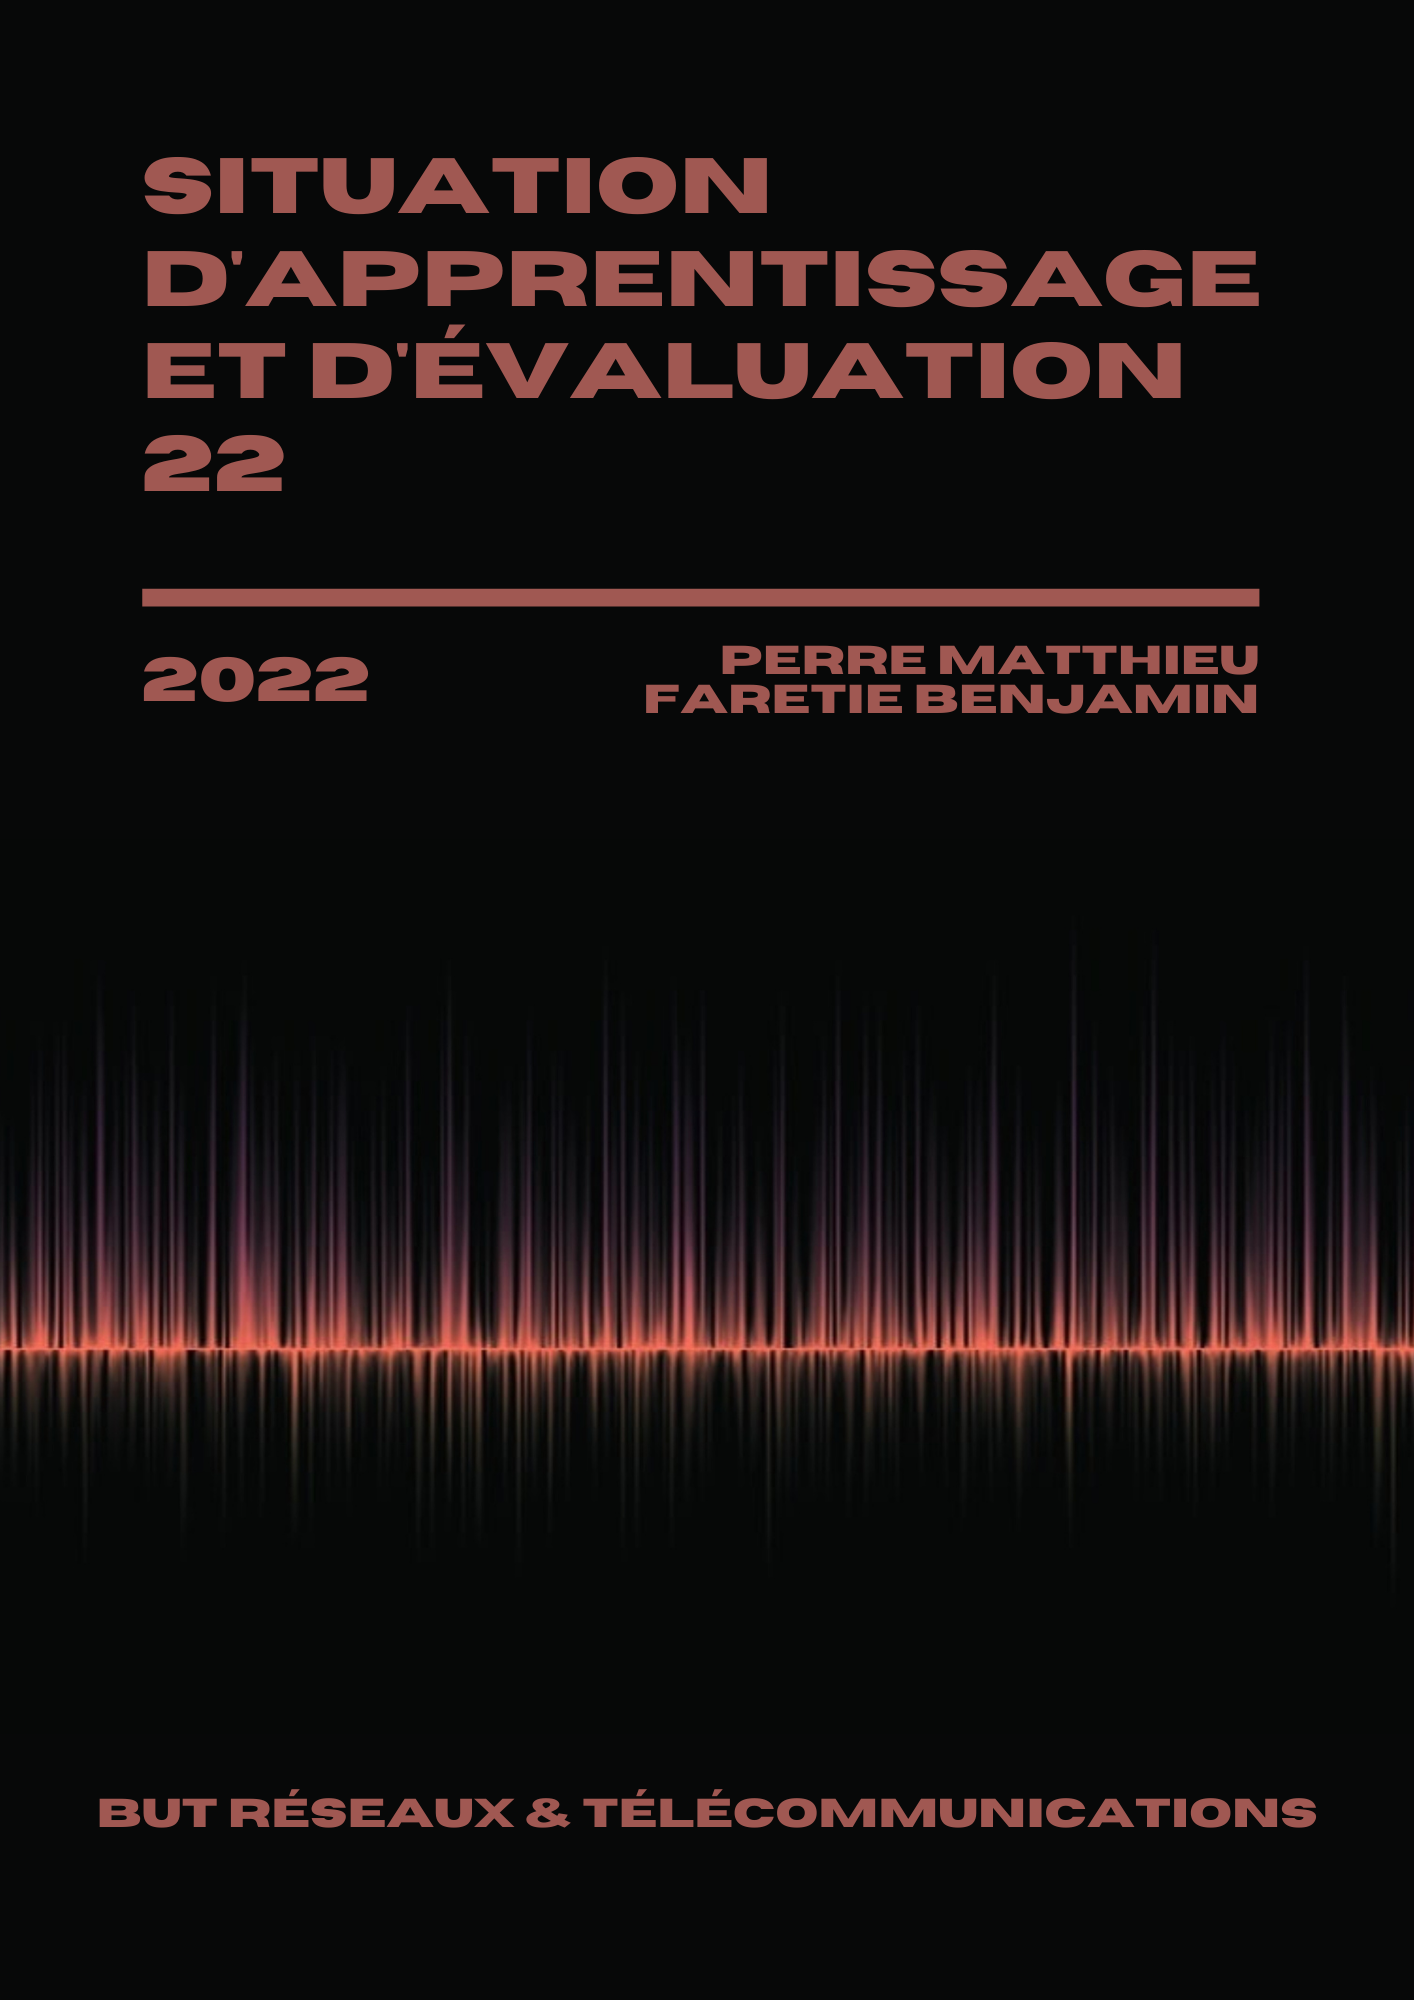 SITUATION
D'APPRENTISSAGE
ET D'ÉVALUATION
22
2022
PERRE MATTHIEU
FARETIE BENJAMIN
BUT RÉSEAUX & TÉLÉCOMMUNICATIONS